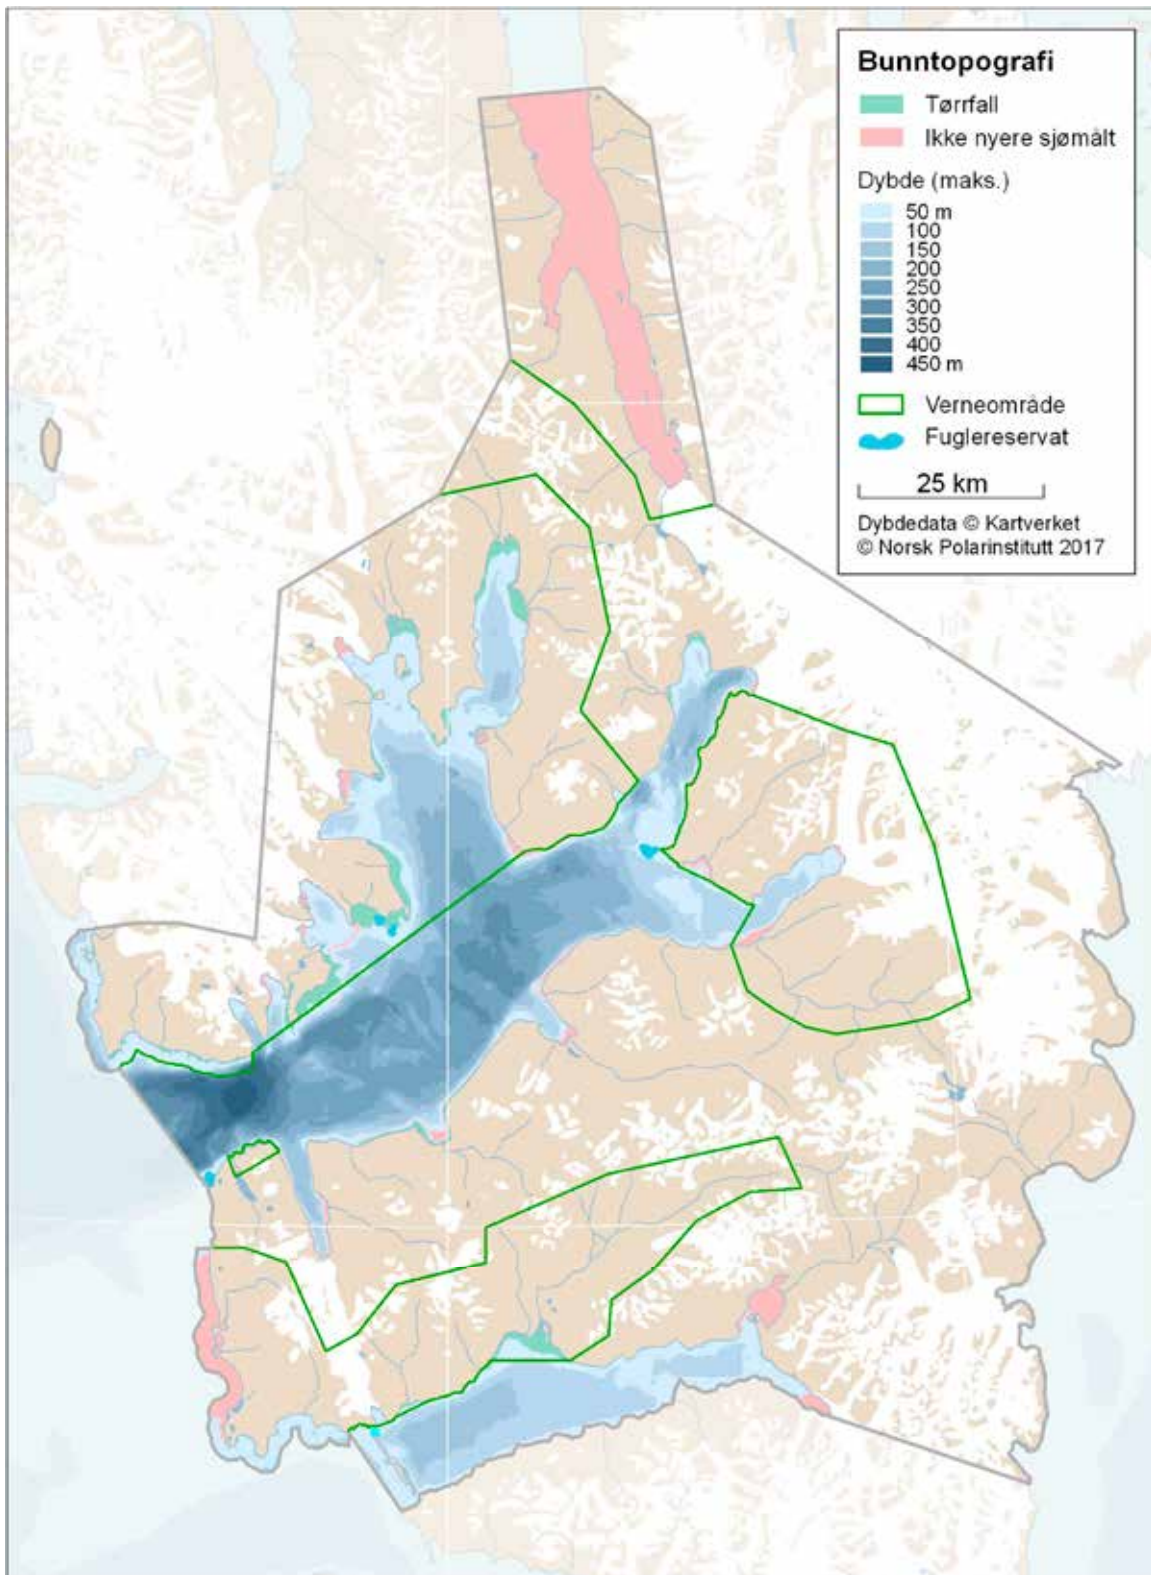 Bunntopografi
Tørrfall
Ikke nyere sjømålt
Dybde (maks.)
50 m
100
150
200
250
300
350
400
450 m
Verneområde
Fuglereservat
25 km
Dybdedata © Kartverket
© Norsk Polarinstitutt 2017